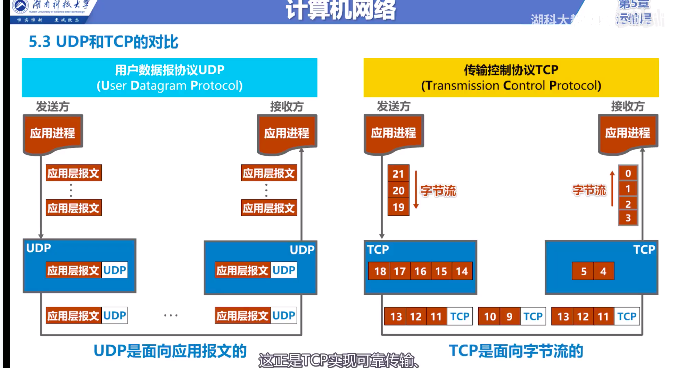 湖南科技大学
计算机网络
第5章
运输层
湖科大
5.3 UDP和TCP的对比
用户数据报协议UDP
(User Datagram Protocol)
发送方
接收方
应用进程
应用进程
应用层报文
应用层报文
应用层报文
应用层报文
UDP
UDP
应用层报文 UDP
应用层报文 UDP
应用层报文 UDP
应用层报文 UDP
UDP是面向应用报文的
传输控制协议TCP
(Transmission Control Protocol)
发送方
接收方
应用进程
应用进程
21
20
19
字节流
字节流
0
1
2
3
TCP
TCP
18 17 16 15 14
5 4
13 12 11 TCP
10 9 TCP
13 12 11 TCP
TCP是面向字节流的
这正是TCP实现可靠传输、